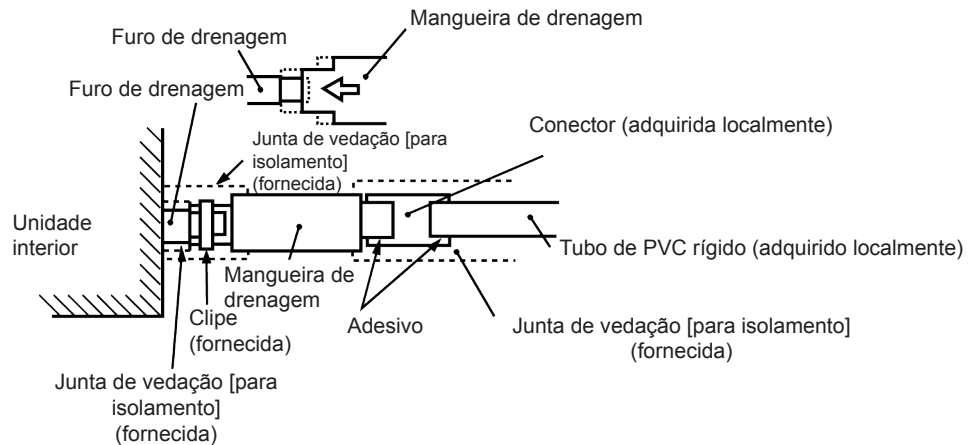 Mangueira de drenagem
Furo de drenagem
Furo de drenagem
Conector (adquirida localmente)
Junta de vedação [para
isolamento]
(fornecida)
Unidade
interior
Tubo de PVC rígido (adquirido localmente)
Mangueira de
drenagem
Clipe
(fornecida)
Adesivo
Junta de vedação [para isolamento]
(fornecida)
Junta de vedação [para
isolamento]
(fornecida)